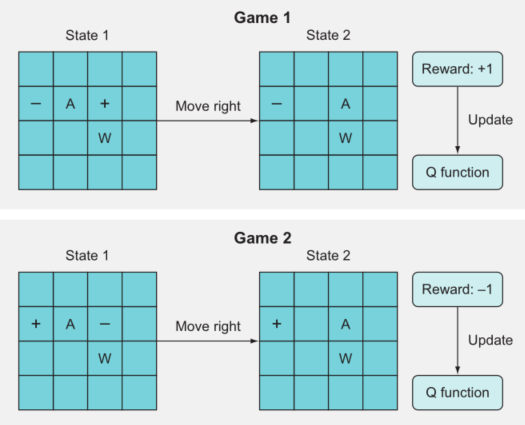 Game 1
State 1
State 2
Reward: +1
– A +
Move right
– A
Update
W
W
Q function
Game 2
State 1
State 2
Reward: –1
+ A –
Move right
+ A
Update
W
W
Q function